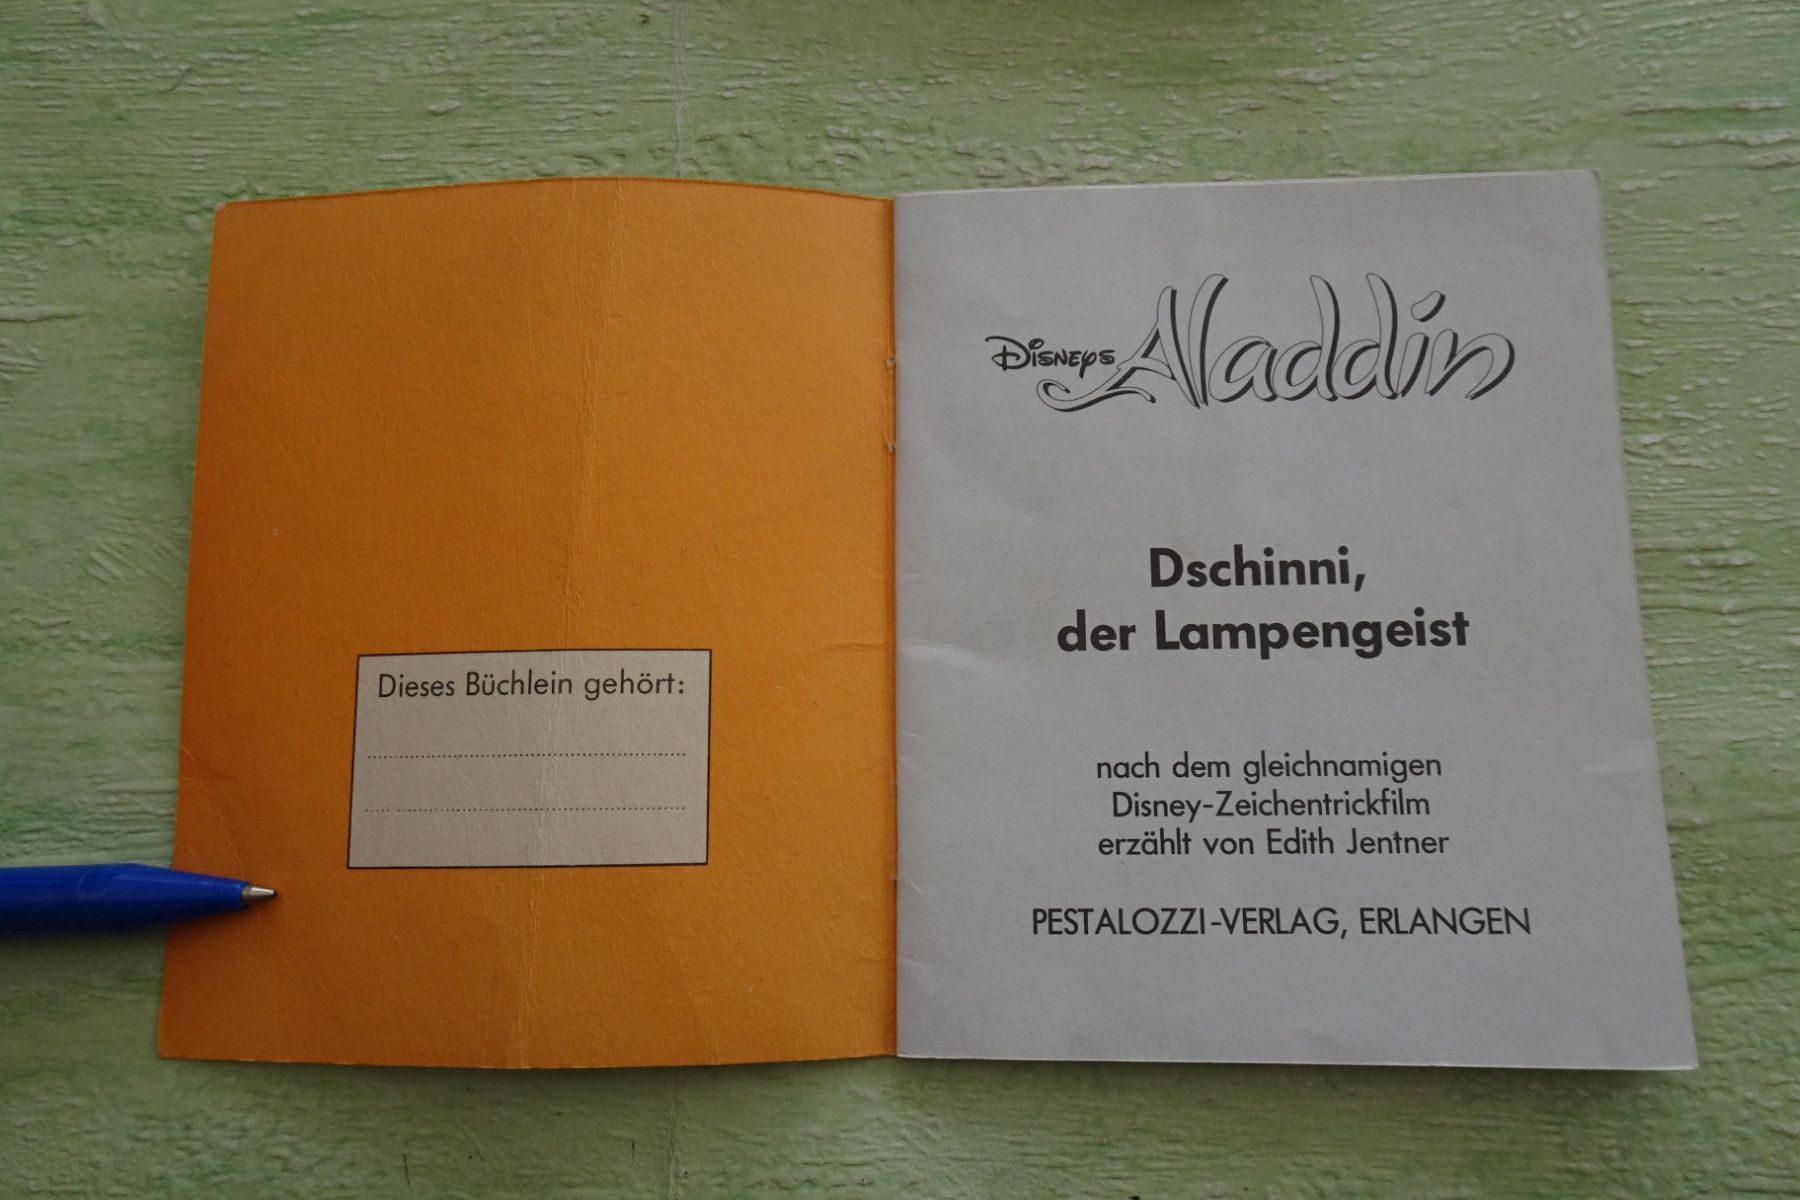 Dieses Büchlein gehört:
Disneys Aladdin
Dschinni,
der Lampengeist
nach dem gleichnamigen
Disney-Zeichentrickfilm
erzählt von Edith Jentner
PESTALOZZI-VERLAG, ERLANGEN